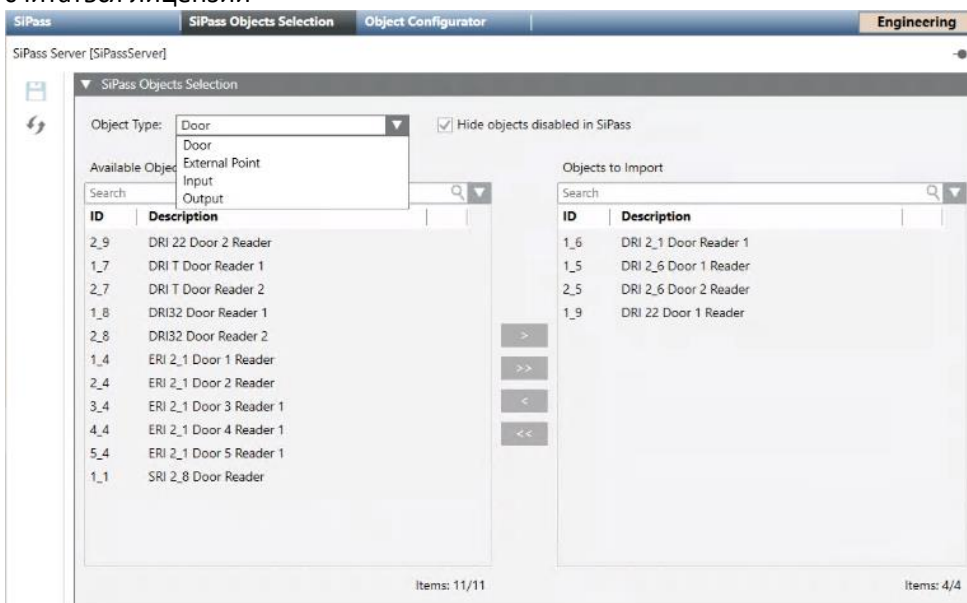 считаться лицензии
SiPass SiPass Objects Selection Object Configurator Engineering
SiPass Server [SiPassServer]
SiPass Objects Selection
Object Type: Door Hide objects disabled in SiPass
Door
External Point
Input
Output
Available Objec Objects to Import
Search Search
ID Description ID Description
2_9 DRI 22 Door 2 Reader 1_6 DRI 2_1 Door Reader 1
1_7 DRI T Door Reader 1 1_5 DRI 2_6 Door 1 Reader
2_7 DRI T Door Reader 2 2_5 DRI 2_6 Door 2 Reader
1_8 DRI32 Door Reader 1 1_9 DRI 22 Door 1 Reader
2_8 DRI32 Door Reader 2 >
1_4 ERI 2_1 Door 1 Reader >>
2_4 ERI 2_1 Door 2 Reader
3_4 ERI 2_1 Door 3 Reader 1 <
4_4 ERI 2_1 Door 4 Reader 1 <<
5_4 ERI 2_1 Door 5 Reader 1
1_1 SRI 2_8 Door Reader
Items: 11/11 Items: 4/4